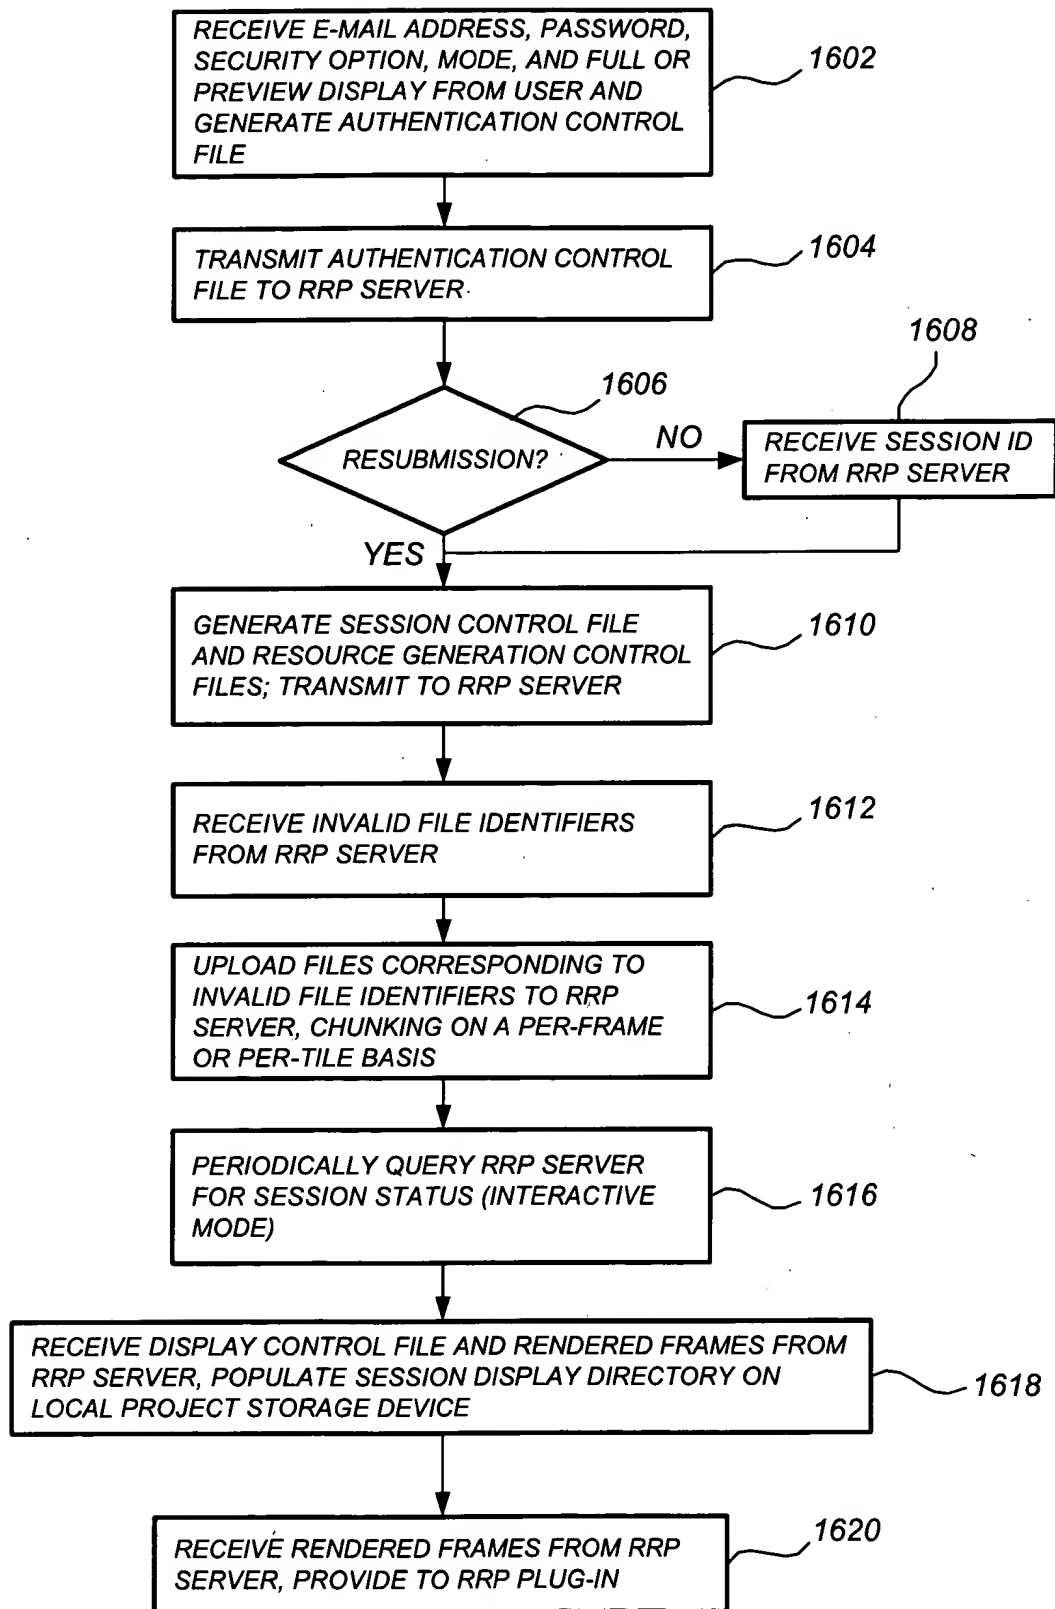 RECEIVE E-MAIL ADDRESS, PASSWORD,
SECURITY OPTION, MODE, AND FULL OR
PREVIEW DISPLAY FROM USER AND
GENERATE AUTHENTICATION CONTROL
FILE
1602
TRANSMIT AUTHENTICATION CONTROL
FILE TO RRP SERVER
1604
1606
RESUBMISSION?
NO
1608
RECEIVE SESSION ID
FROM RRP SERVER
YES
GENERATE SESSION CONTROL FILE
AND RESOURCE GENERATION CONTROL
FILES; TRANSMIT TO RRP SERVER
1610
RECEIVE INVALID FILE IDENTIFIERS
FROM RRP SERVER
1612
UPLOAD FILES CORRESPONDING TO
INVALID FILE IDENTIFIERS TO RRP
SERVER, CHUNKING ON A PER-FRAME
OR PER-TILE BASIS
1614
PERIODICALLY QUERY RRP SERVER
FOR SESSION STATUS (INTERACTIVE
MODE)
1616
RECEIVE DISPLAY CONTROL FILE AND RENDERED FRAMES FROM
RRP SERVER, POPULATE SESSION DISPLAY DIRECTORY ON
LOCAL PROJECT STORAGE DEVICE
1618
RECEIVE RENDERED FRAMES FROM RRP
SERVER, PROVIDE TO RRP PLUG-IN
1620